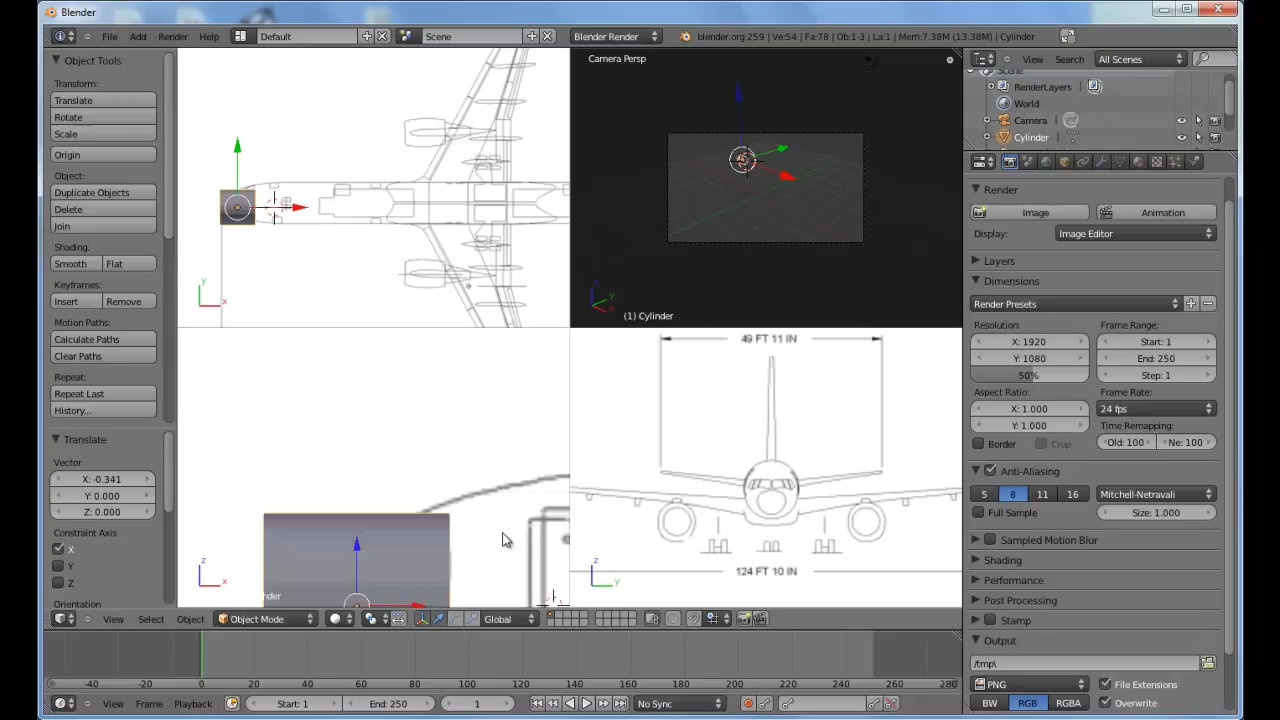 Blender
File Add Render Help
Default
Scene
Blender Render
blender.org 259 | Ve:54 | Fa:78 | Ob:1-3 | La:1 | Mem:7.38M (13.38M) | Cylinder
Object Tools
Transform:
Translate
Rotate
Scale
Origin
Object:
Duplicate Objects
Delete
Join
Shading:
Smooth Flat
Keyframes:
Insert Remove
Motion Paths:
Calculate Paths
Clear Paths
Repeat:
Repeat Last
History...
Translate
Vector
X: -0.341
Y: 0.000
Z: 0.000
Constraint Axis
X
Y
Z
Orientation
y
x
Camera Persp
z
y
x
(1) Cylinder
z
x
nder
49 FT 11 IN
124 FT 10 IN
z
y
View Select Object Object Mode Global
-40 -20 0 20 40 60 80 100 120 140 160 180 200 220 240 260 280
View Frame Playback Start: 1 End: 250 1 No Sync
View Search All Scenes
Scene
RenderLayers
World
Camera
Cylinder
Render
Image Animation
Display: Image Editor
Layers
Dimensions
Render Presets
Resolution: Frame Range:
X: 1920 Start: 1
Y: 1080 End: 250
50% Step: 1
Aspect Ratio: Frame Rate:
X: 1.000 24 fps
Y: 1.000 Time Remapping:
Border Crop Old: 100 Ne: 100
Anti-Aliasing
5 8 11 16 Mitchell-Netravali
Full Sample Size: 1.000
Sampled Motion Blur
Shading
Performance
Post Processing
Stamp
Output
/tmp\
PNG File Extensions
BW RGB RGBA Overwrite